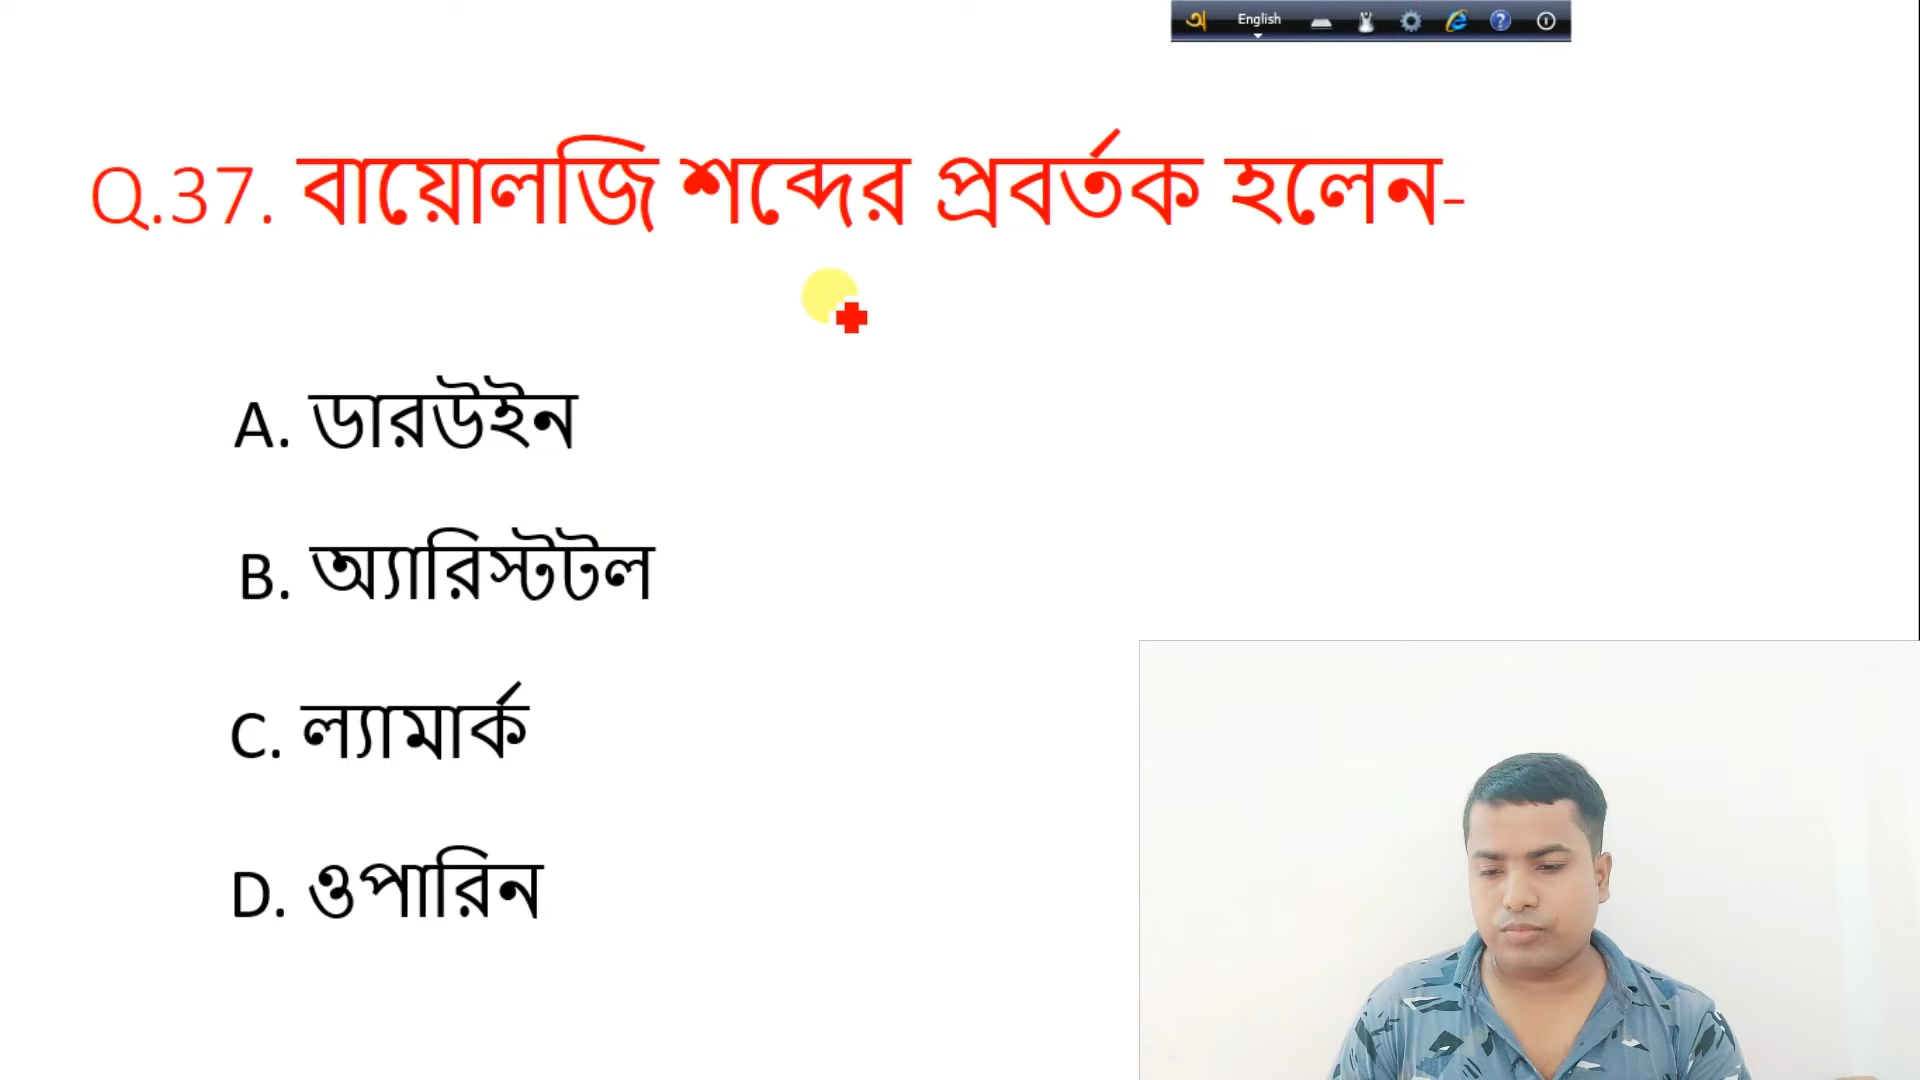 English
Q.37. বায়োলজি শব্দের প্রবর্তক হলেন-
A. ডারউইন
B. অ্যারিস্টটল
C. ল্যামার্ক
D. ওপারিন